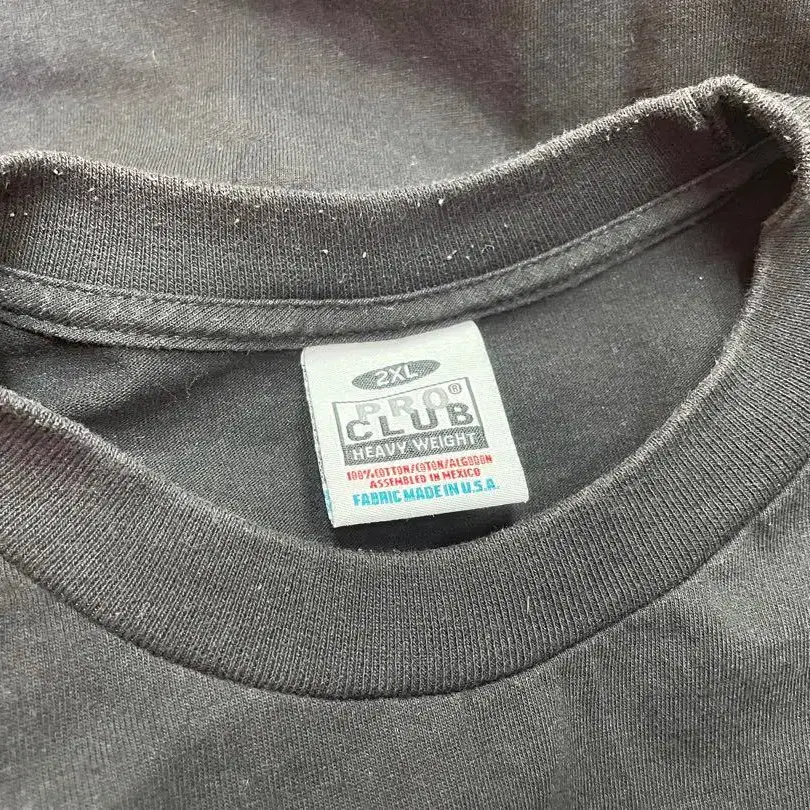 2XL
PRO®
CLUB
HEAVY WEIGHT
100% COTTON/COTON/ALGODON
ASSEMBLED IN MEXICO
FABRIC MADE IN U.S.A.